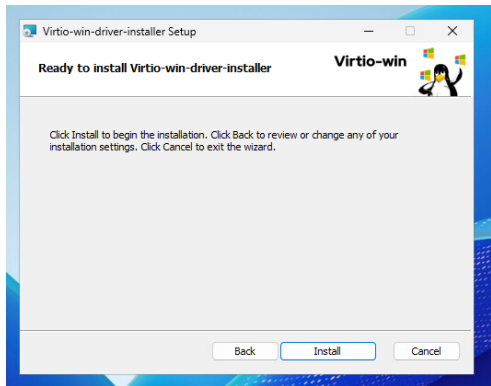 Virtio-win-driver-installer Setup
Ready to install Virtio-win-driver-installer
Virtio-win
Click Install to begin the installation. Click Back to review or change any of your
installation settings. Click Cancel to exit the wizard.
Back
Install
Cancel